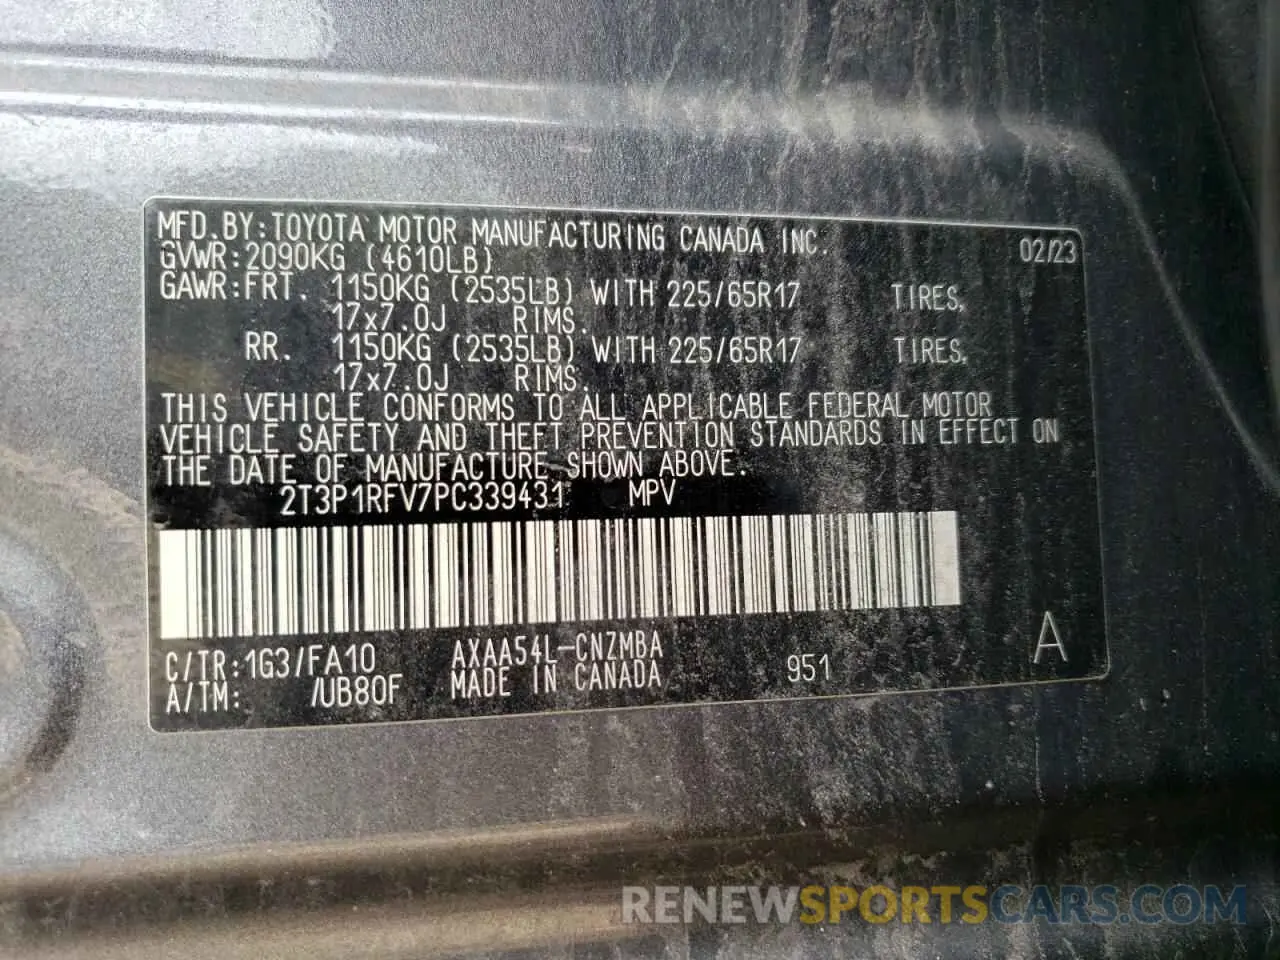 MFD.BY:TOYOTA MOTOR MANUFACTURING CANADA INC. 02/23
GVWR:2090KG (4610LB)
GAWR:FRT. 1150KG (2535LB) WITH 225/65R17 TIRES,
17x7.0J RIMS.
RR. 1150KG (2535LB) WITH 225/65R17 TIRES,
17x7.0J RIMS.
THIS VEHICLE CONFORMS TO ALL APPLICABLE FEDERAL MOTOR
VEHICLE SAFETY AND THEFT PREVENTION STANDARDS IN EFFECT ON
THE DATE OF MANUFACTURE SHOWN ABOVE.
2T3P1RFV7PC339431 MPV
C/TR:1G3/FA10 AXAA54L-CNZMBA 951 A
A/TM: /UB80F MADE IN CANADA
RENEWSPORTSCARS.COM